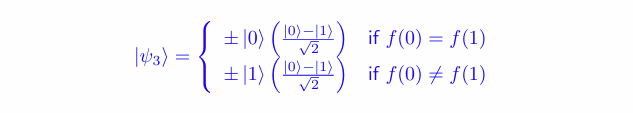 |ψ₃⟩ = { ± |0⟩ ( (|0⟩−|1⟩)/√2 ) if f(0) = f(1)
± |1⟩ ( (|0⟩−|1⟩)/√2 ) if f(0) ≠ f(1)